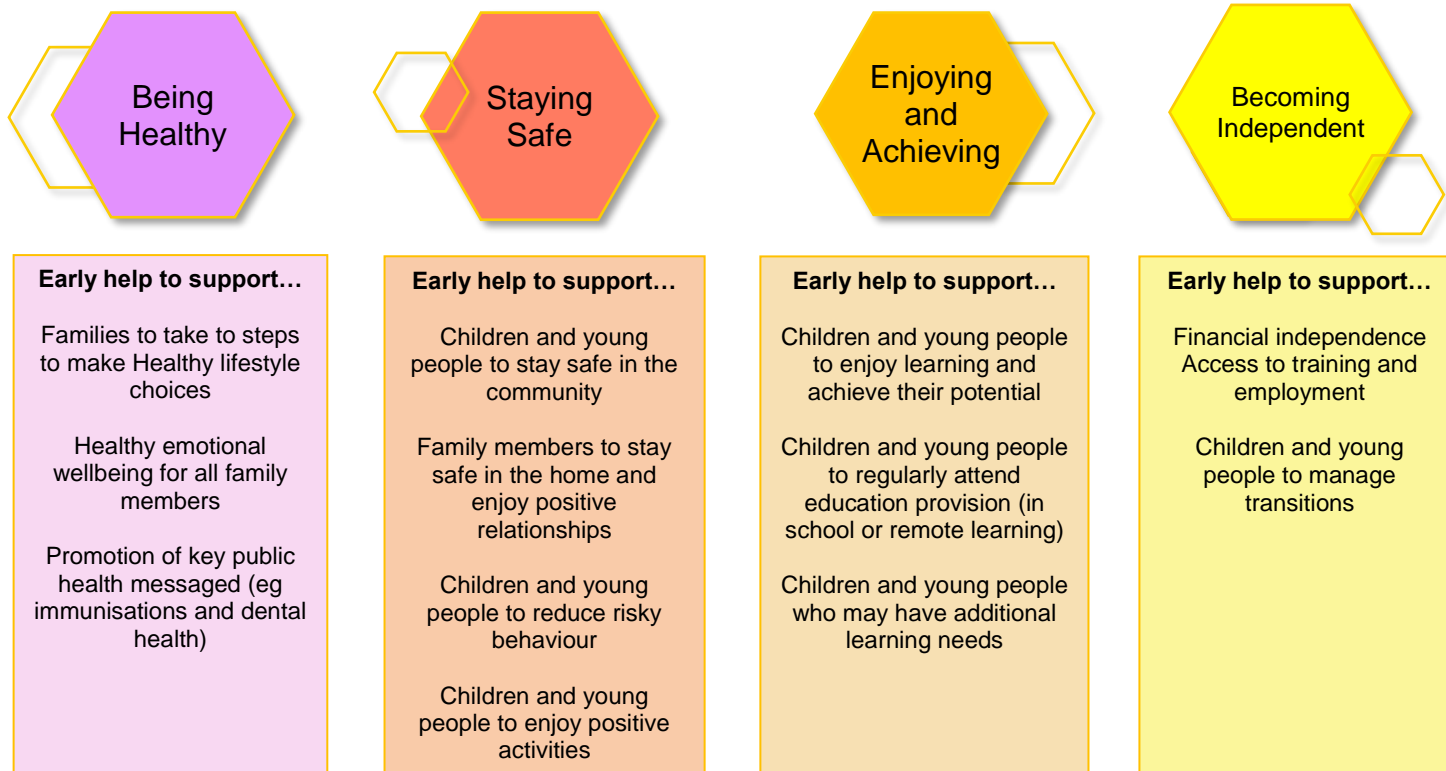 Being
Healthy
Staying
Safe
Enjoying
and
Achieving
Becoming
Independent
Early help to support…
Families to take to steps
to make Healthy lifestyle
choices
Healthy emotional
wellbeing for all family
members
Promotion of key public
health messaged (eg
immunisations and dental
health)
Early help to support…
Children and young
people to stay safe in the
community
Family members to stay
safe in the home and
enjoy positive
relationships
Children and young
people to reduce risky
behaviour
Children and young
people to enjoy positive
activities
Early help to support…
Children and young people
to enjoy learning and
achieve their potential
Children and young people
to regularly attend
education provision (in
school or remote learning)
Children and young people
who may have additional
learning needs
Early help to support…
Financial independence
Access to training and
employment
Children and young
people to manage
transitions